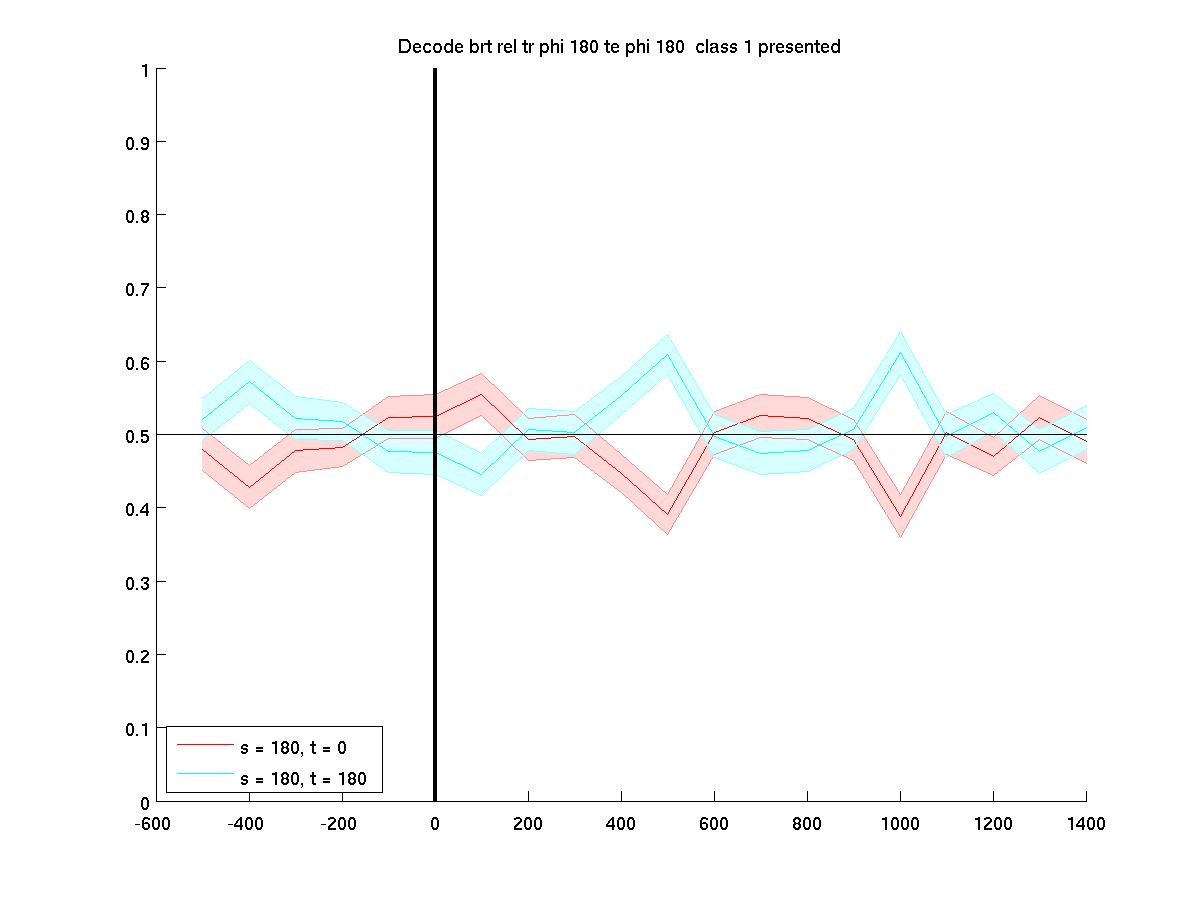 Decode brt rel tr phi 180 te phi 180  class 1 presented
1
0.9
0.8
0.7
0.6
0.5
0.4
0.3
0.2
0.1
0
s = 180, t = 0
s = 180, t = 180
-600 -400 -200 0 200 400 600 800 1000 1200 1400